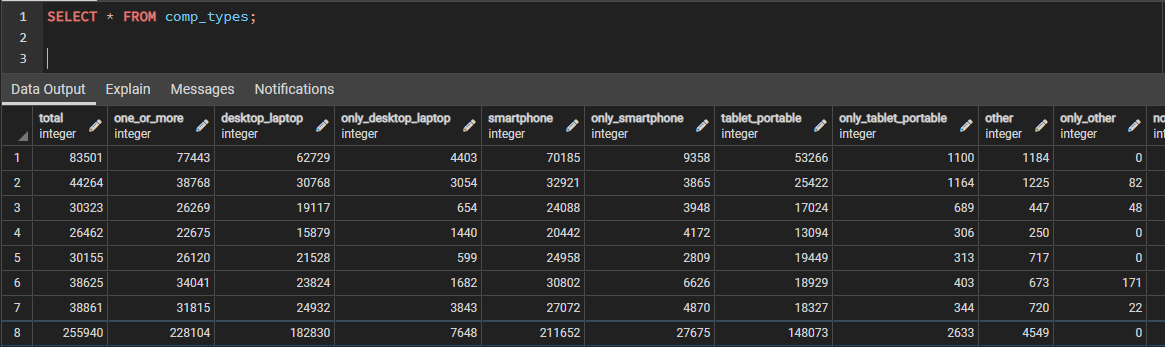 1 SELECT * FROM comp_types;
2
3
Data Output Explain Messages Notifications
total one_or_more desktop_laptop only_desktop_laptop smartphone only_smartphone tablet_portable only_tablet_portable other only_other no
integer integer integer integer integer integer integer integer integer integer
1 83501 77443 62729 4403 70185 9358 53266 1100 1184 0
2 44264 38768 30768 3054 32921 3865 25422 1164 1225 82
3 30323 26269 19117 654 24088 3948 17024 689 447 48
4 26462 22675 15879 1440 20442 4172 13094 306 250 0
5 30155 26120 21528 599 24958 2809 19449 313 717 0
6 38625 34041 23824 1682 30802 6626 18929 403 673 171
7 38861 31815 24932 3843 27072 4870 18327 344 720 22
8 255940 228104 182830 7648 211652 27675 148073 2633 4549 0